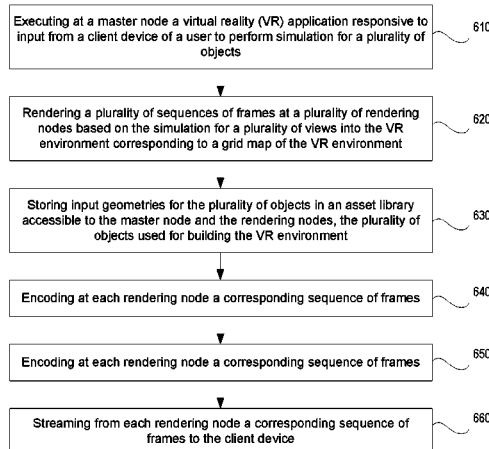 Executing at a master node a virtual reality (VR) application responsive to
input from a client device of a user to perform simulation for a plurality of
objects
610
Rendering a plurality of sequences of frames at a plurality of rendering
nodes based on the simulation for a plurality of views into the VR
environment corresponding to a grid map of the VR environment
620
Storing input geometries for the plurality of objects in an asset library
accessible to the master node and the rendering nodes, the plurality of
objects used for building the VR environment
630
Encoding at each rendering node a corresponding sequence of frames
640
Encoding at each rendering node a corresponding sequence of frames
650
Streaming from each rendering node a corresponding sequence of
frames to the client device
660